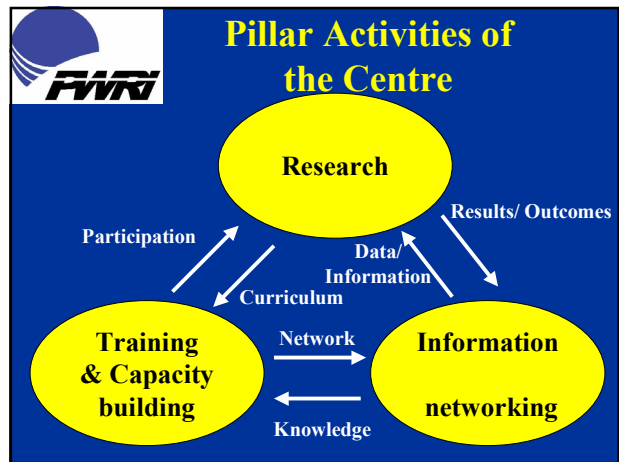 PWRI
Pillar Activities of
the Centre
Research
Participation
Results/ Outcomes
Data/
Information
Curriculum
Training
& Capacity
building
Network
Information
networking
Knowledge